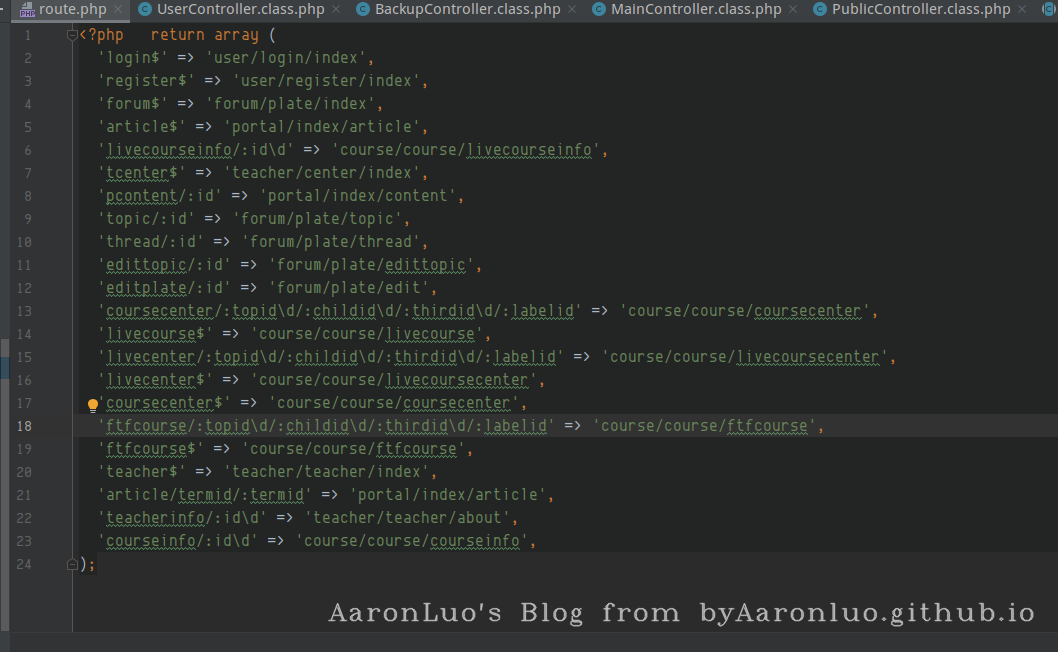 route.php × UserController.class.php × BackupController.class.php × MainController.class.php × PublicController.class.php ×
1 <?php   return array (
2 'login$' => 'user/login/index',
3 'register$' => 'user/register/index',
4 'forum$' => 'forum/plate/index',
5 'article$' => 'portal/index/article',
6 'livecourseinfo/:id\d' => 'course/course/livecourseinfo',
7 'tcenter$' => 'teacher/center/index',
8 'pcontent/:id' => 'portal/index/content',
9 'topic/:id' => 'forum/plate/topic',
10 'thread/:id' => 'forum/plate/thread',
11 'edittopic/:id' => 'forum/plate/edittopic',
12 'editplate/:id' => 'forum/plate/edit',
13 'coursecenter/:topid\d/:childid\d/:thirdid\d/:labelid' => 'course/course/coursecenter',
14 'livecourse$' => 'course/course/livecourse',
15 'livecenter/:topid\d/:childid\d/:thirdid\d/:labelid' => 'course/course/livecoursecenter',
16 'livecenter$' => 'course/course/livecoursecenter',
17 'coursecenter$' => 'course/course/coursecenter',
18 'ftfcourse/:topid\d/:childid\d/:thirdid\d/:labelid' => 'course/course/ftfcourse',
19 'ftfcourse$' => 'course/course/ftfcourse',
20 'teacher$' => 'teacher/teacher/index',
21 'article/termid/:termid' => 'portal/index/article',
22 'teacherinfo/:id\d' => 'teacher/teacher/about',
23 'courseinfo/:id\d' => 'course/course/courseinfo',
24 );
AaronLuo's Blog from byAaronluo.github.io